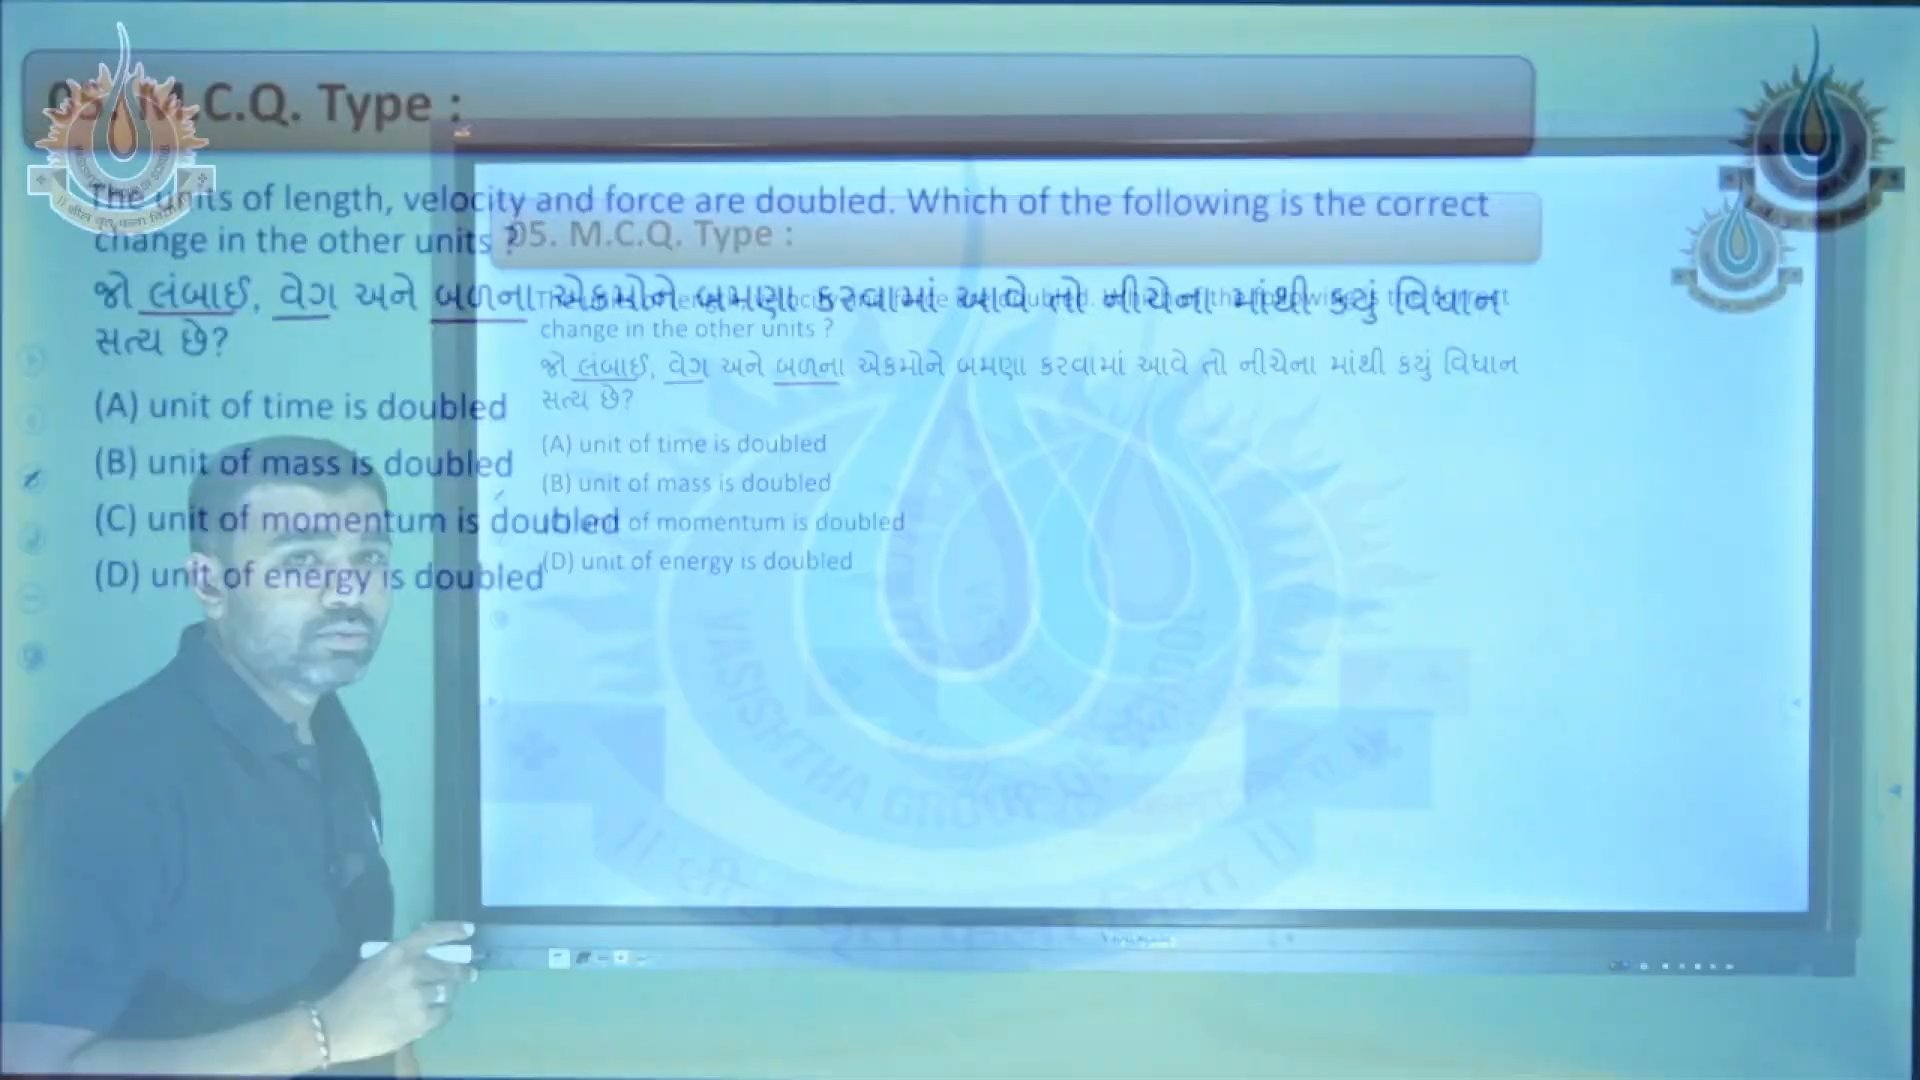 05. M.C.Q. Type :
The units of length, velocity and force are doubled. Which of the following is the correct
change in the other units ?
જો લંબાઈ, વેગ અને બળના એકમોને બમણા કરવામાં આવે તો નીચેના માંથી કયું વિધાન
સત્ય છે?
(A) unit of time is doubled
(B) unit of mass is doubled
(C) unit of momentum is doubled
(D) unit of energy is doubled
05. M.C.Q. Type :
change in the other units ?
જો લંબાઈ, વેગ અને બળના એકમોને બમણા કરવામાં આવે તો નીચેના માંથી કયું વિધાન
સત્ય છે?
(A) unit of time is doubled
(B) unit of mass is doubled
of momentum is doubled
(D) unit of energy is doubled
VASISHTHA GROUP OF SCHOOL